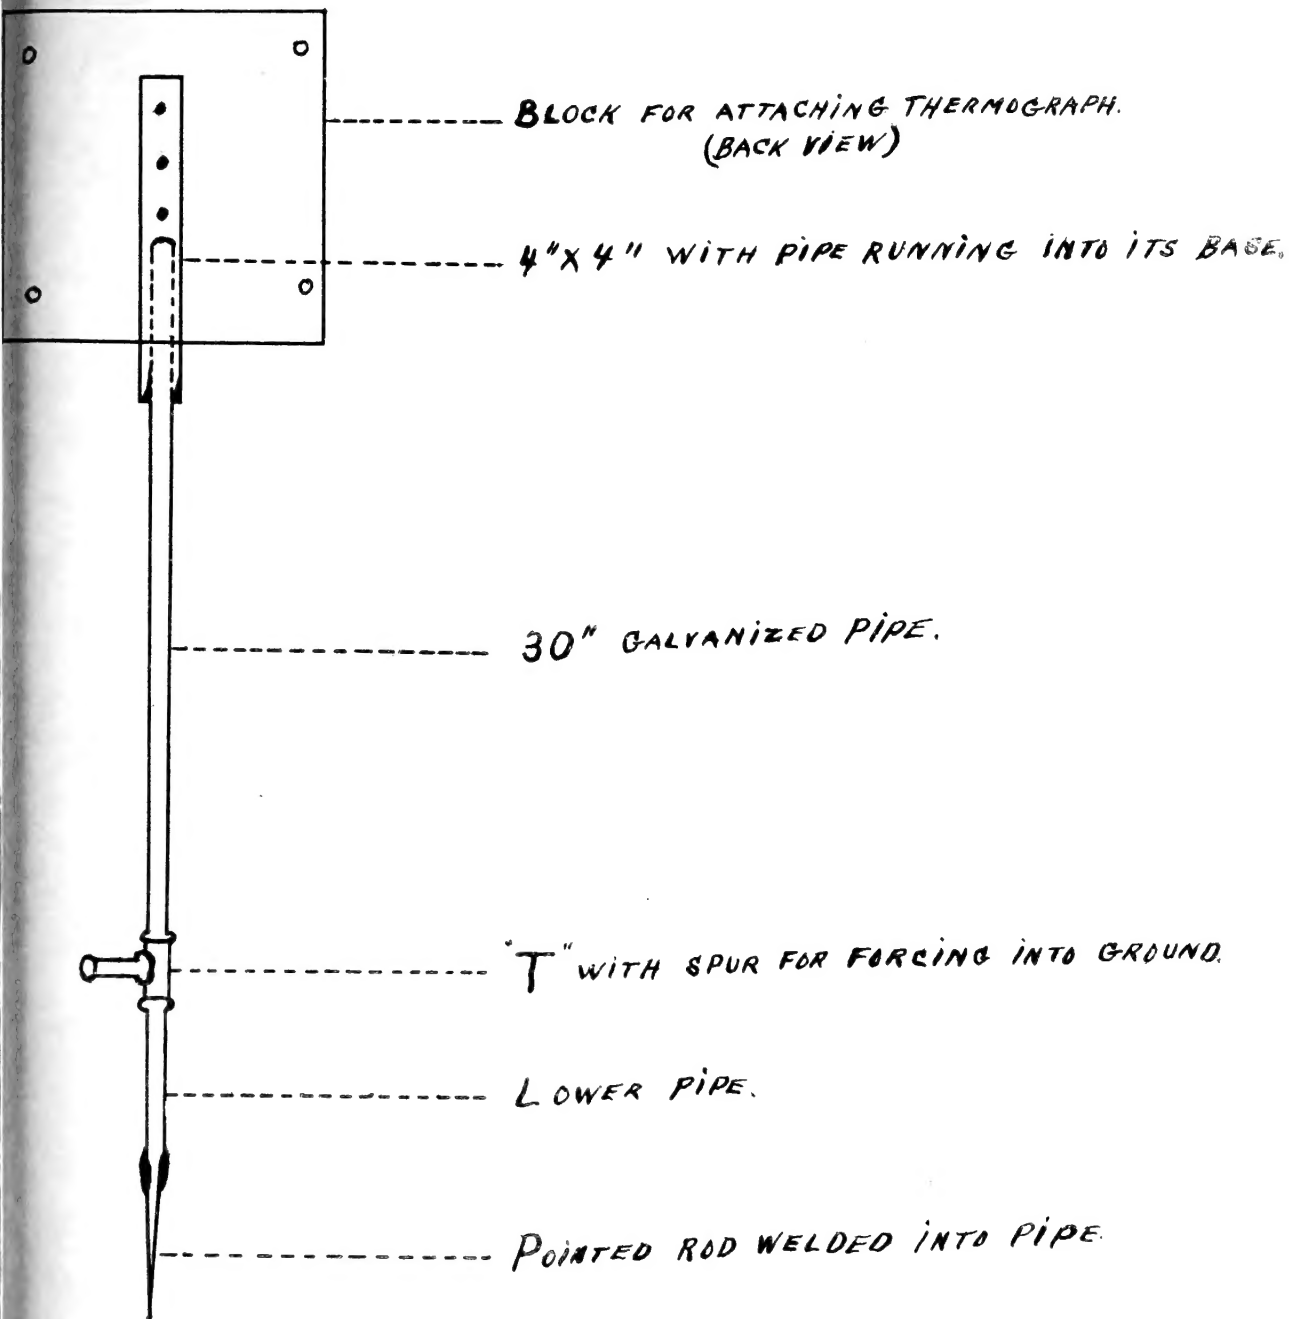 BLOCK FOR ATTACHING THERMOGRAPH.
(BACK VIEW)
4"X 4" WITH PIPE RUNNING INTO ITS BASE.
30" GALVANIZED PIPE.
"T" WITH SPUR FOR FORCING INTO GROUND.
LOWER PIPE.
POINTED ROD WELDED INTO PIPE.